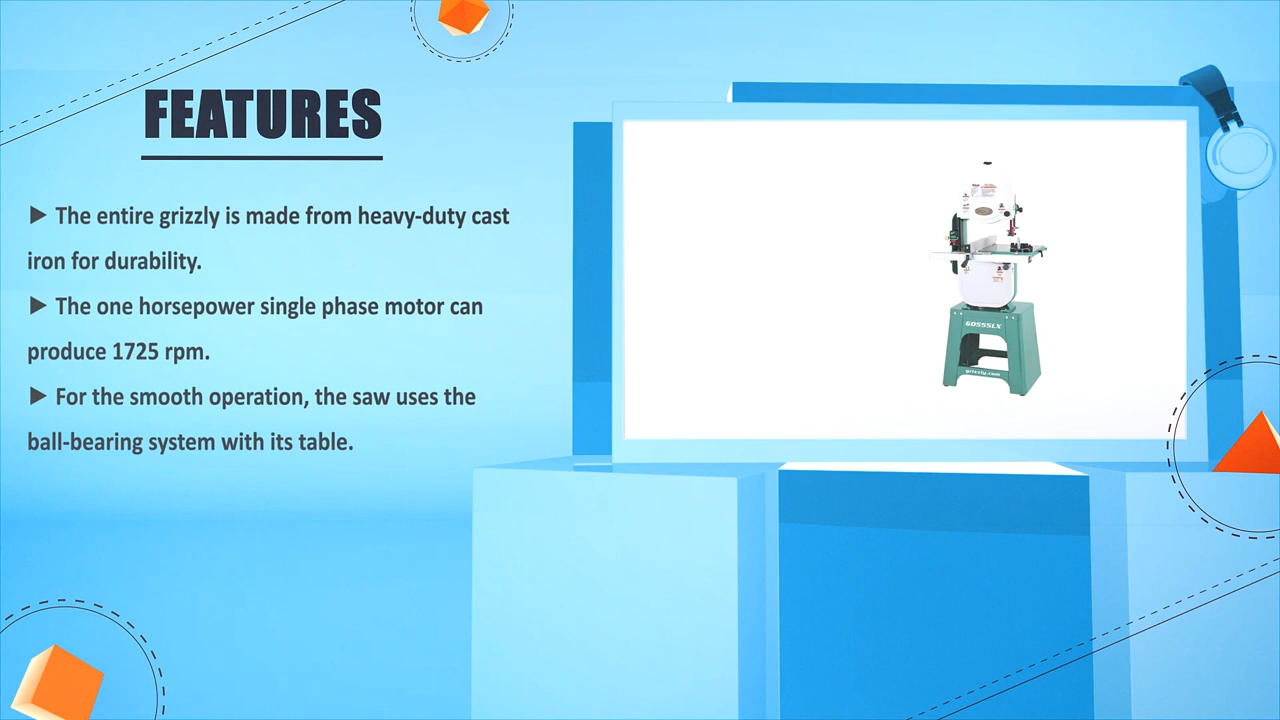 FEATURES
► The entire grizzly is made from heavy-duty cast
iron for durability.
► The one horsepower single phase motor can
produce 1725 rpm.
► For the smooth operation, the saw uses the
ball-bearing system with its table.
G0555LX
grizzly.com